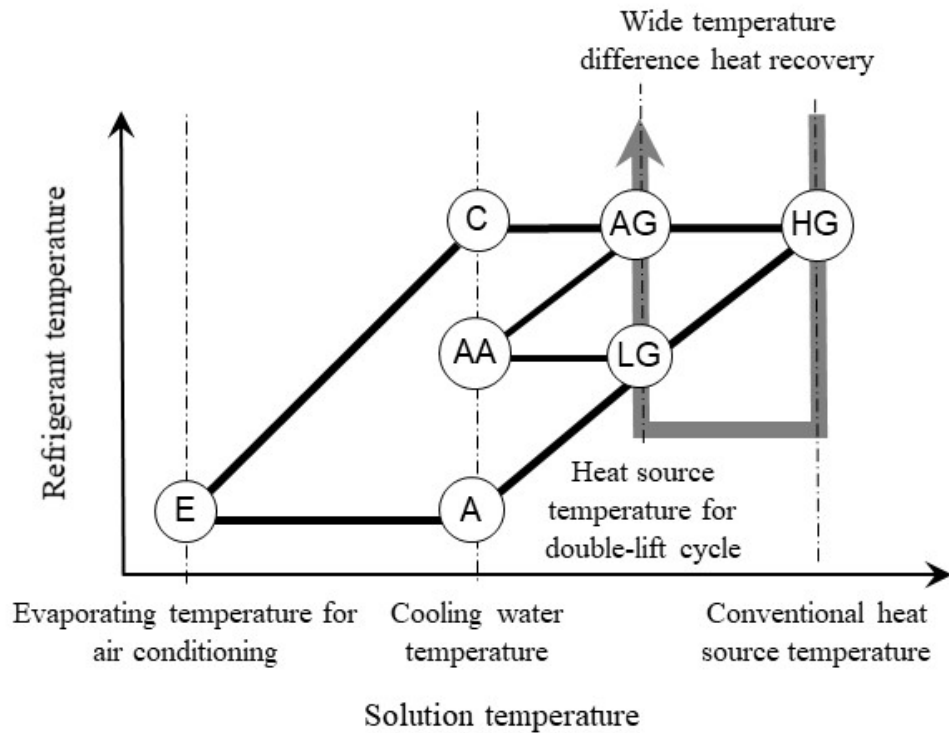 Wide temperature
difference heat recovery
Refrigerant temperature
C
AG
HG
AA
LG
E
A
Heat source
temperature for
double-lift cycle
Evaporating temperature for
air conditioning
Cooling water
temperature
Conventional heat
source temperature
Solution temperature